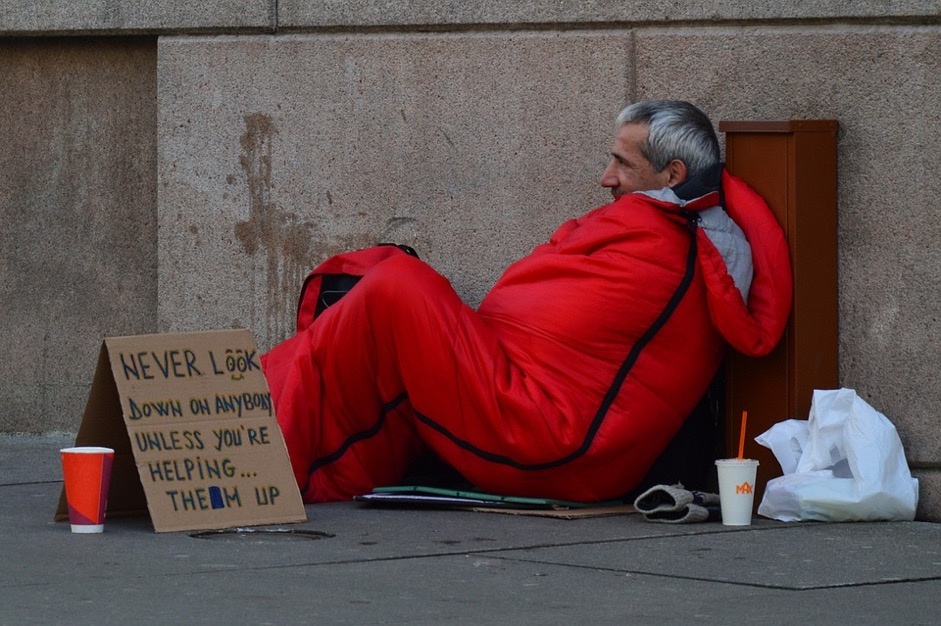 NEVER LOOK
DOWN ON ANYBODY
UNLESS YOU'RE
HELPING...
THEM UP
MAX